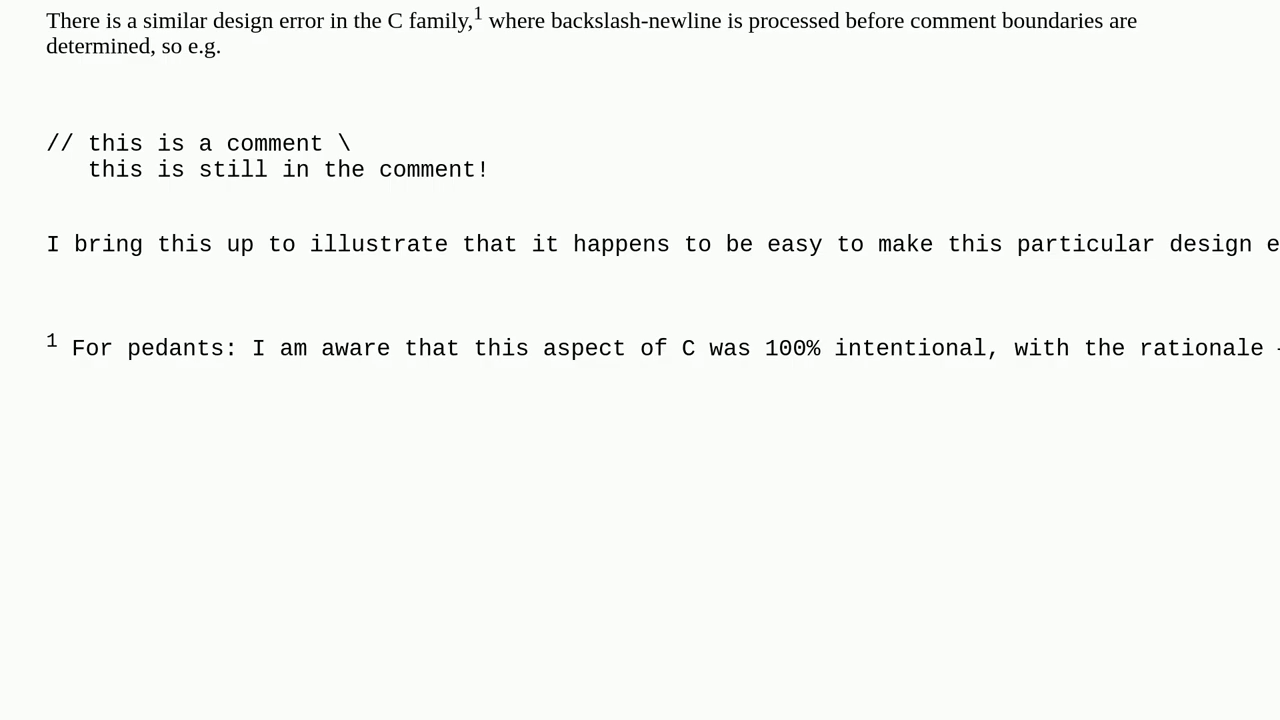 There is a similar design error in the C family,1 where backslash-newline is processed before comment boundaries are
determined, so e.g.
// this is a comment \
   this is still in the comment!
I bring this up to illustrate that it happens to be easy to make this particular design
1 For pedants: I am aware that this aspect of C was 100% intentional, with the rationale